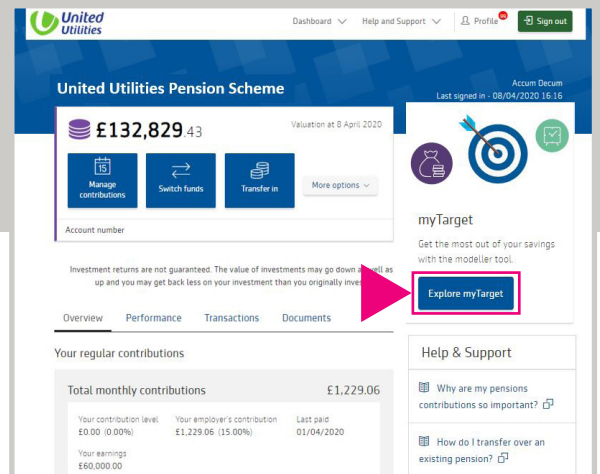 United
Utilities
Dashboard
Help and Support
Profile
Sign out
United Utilities Pension Scheme
Accum Decum
Last signed in - 08/04/2020 16:16
£132,829.43
Valuation at 8 April 2020
15
Manage
contributions
Switch funds
Transfer in
More options
Account number
myTarget
Get the most out of your savings
with the modeller tool.
Explore myTarget
Investment returns are not guaranteed. The value of investments may go down as well as
up and you may get back less on your investment than you originally
Overview
Performance
Transactions
Documents
Your regular contributions
Total monthly contributions
£1,229.06
Your contribution level
£0.00 (0.00%)
Your employer's contribution
£1,229.06 (15.00%)
Last paid
01/04/2020
Your earnings
£60,000.00
Help & Support
Why are my pensions
contributions so important?
How do I transfer over an
existing pension?